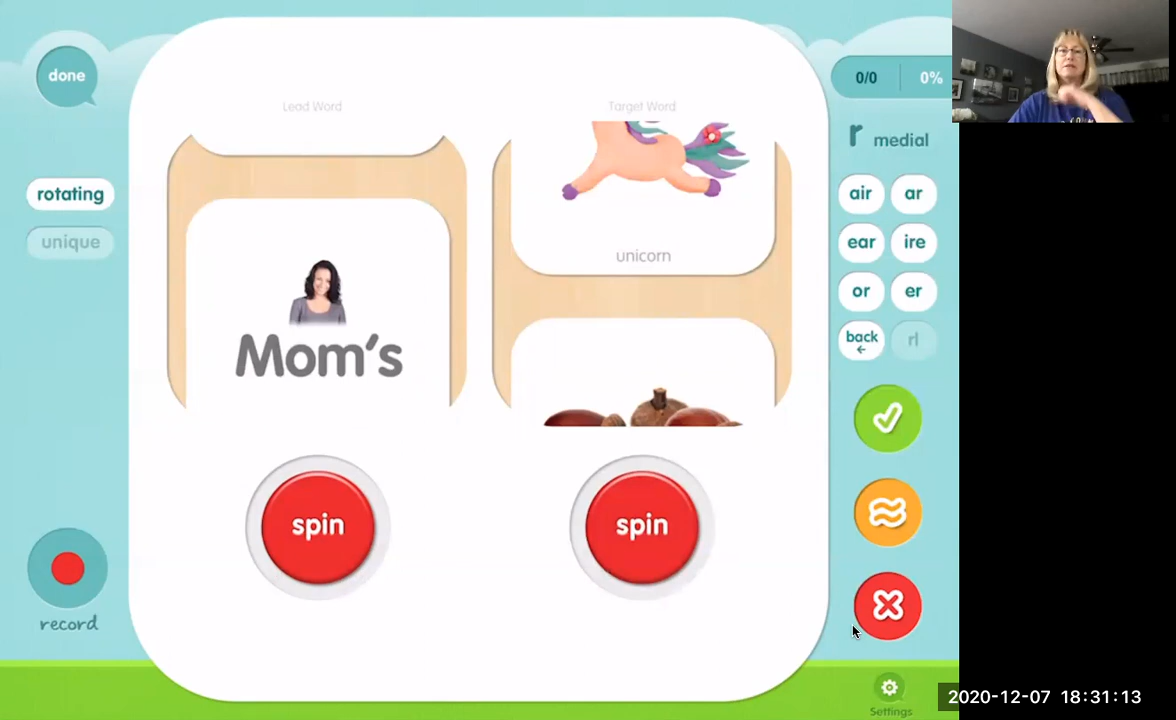 done
Lead Word
Target Word
0/0
0%
r medial
rotating
unique
air
ar
ear
ire
or
er
back
rl
unicorn
Mom's
spin
spin
record
Settings
2020-12-07 18:31:13